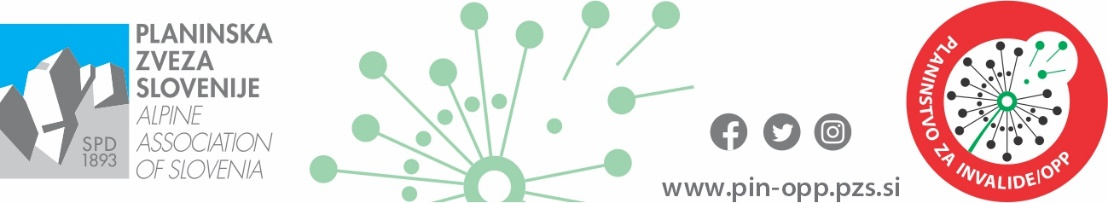 PLANINSKA
ZVEZA
SLOVENIJE
ALPINE
ASSOCIATION
OF SLOVENIA
SPD
1893
www.pin-opp.pzs.si
PLANINSTVO ZA INVALIDE/OPP